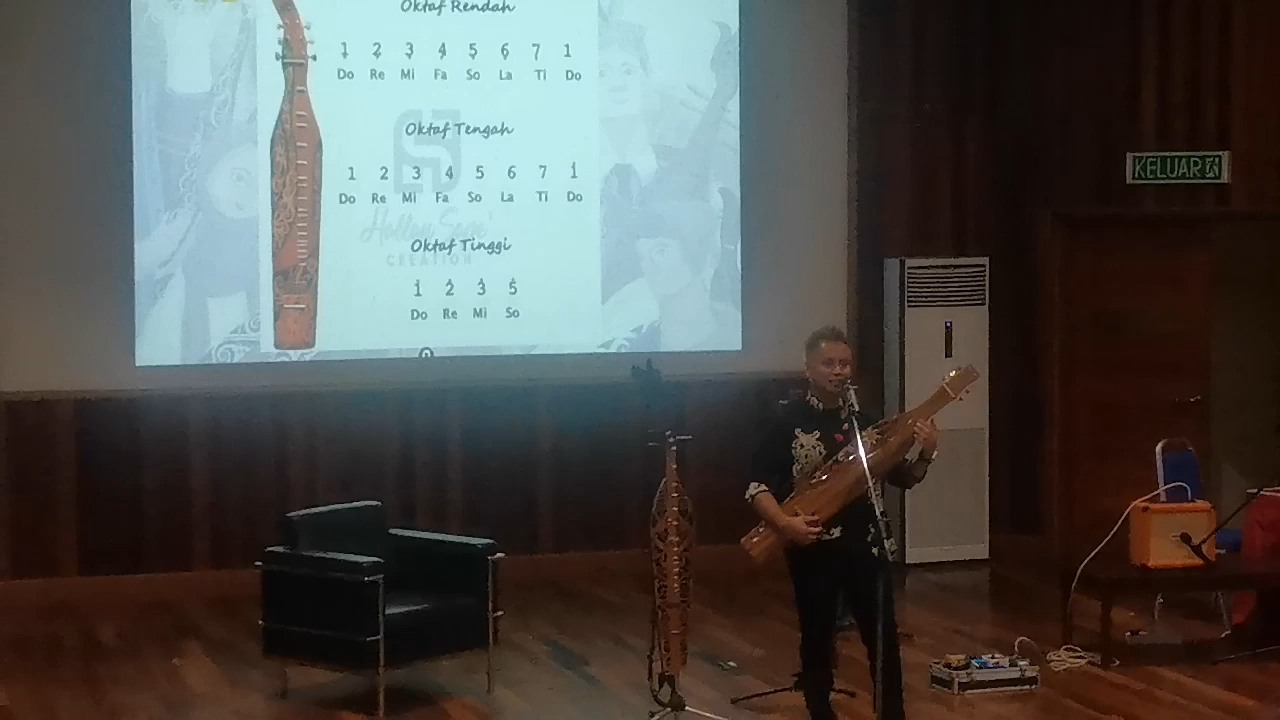 Oktaf Rendah
1 2 3 4 5 6 7 1
Do Re Mi Fa So La Ti Do
Oktaf Tengah
1 2 3 4 5 6 7 1
Do Re Mi Fa So La Ti Do
Oktaf Tinggi
CREATION
1 2 3 5
Do Re Mi So
KELUAR